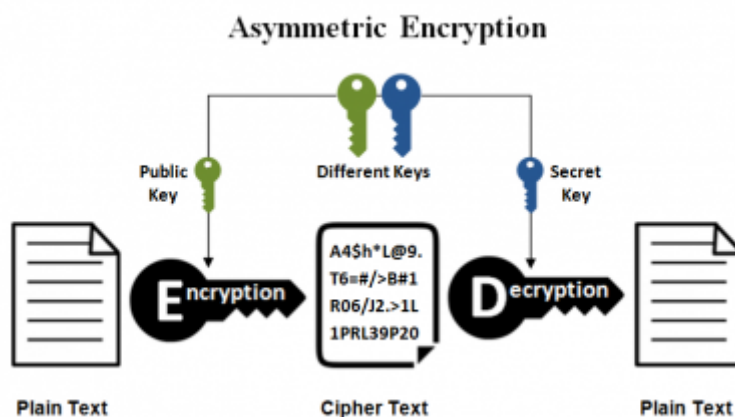 Asymmetric Encryption
Public
Key
Different Keys
Secret
Key
Encryption
A4$h*L@9.
T6=#/>B#1
R06/J2.>1L
1PRL39P20
Decryption
Plain Text
Cipher Text
Plain Text